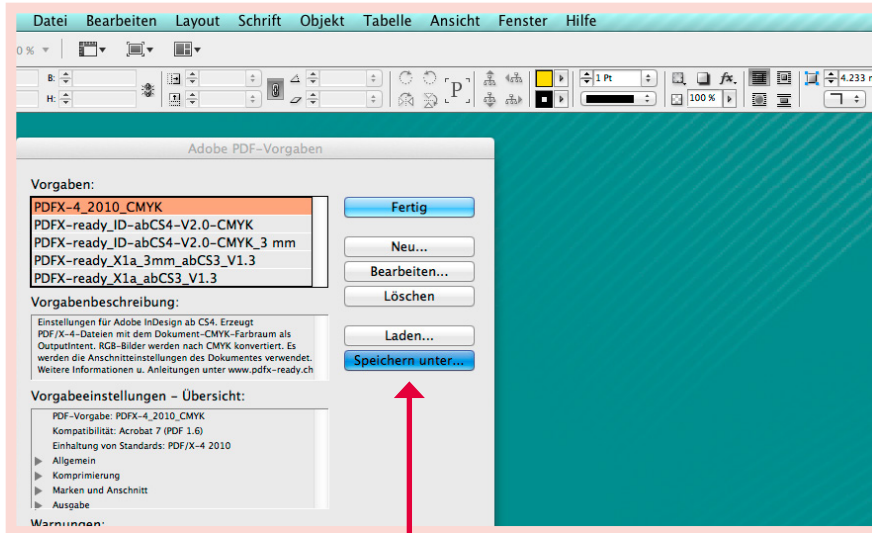 Datei Bearbeiten Layout Schrift Objekt Tabelle Ansicht Fenster Hilfe
0 %
B: 1 Pt fx. 4.233
H: P 100 %
Adobe PDF-Vorgaben
Vorgaben:
PDFX-4_2010_CMYK
PDFX-ready_ID-abCS4-V2.0-CMYK
PDFX-ready_ID-abCS4-V2.0-CMYK_3 mm
PDFX-ready_X1a_3mm_abCS3_V1.3
PDFX-ready_X1a_abCS3_V1.3
Fertig
Neu...
Bearbeiten...
Löschen
Laden...
Speichern unter...
Vorgabenbeschreibung:
Einstellungen für Adobe InDesign ab CS4. Erzeugt
PDF/X-4-Dateien mit dem Dokument-CMYK-Farbraum als
OutputIntent. RGB-Bilder werden nach CMYK konvertiert. Es
werden die Anschnitteinstellungen des Dokumentes verwendet.
Weitere Informationen u. Anleitungen unter www.pdfx-ready.ch
Vorgabeeinstellungen - Übersicht:
PDF-Vorgabe: PDFX-4_2010_CMYK
Kompatibilität: Acrobat 7 (PDF 1.6)
Einhaltung von Standards: PDF/X-4 2010
Allgemein
Komprimierung
Marken und Anschnitt
Ausgabe
Warnungen: